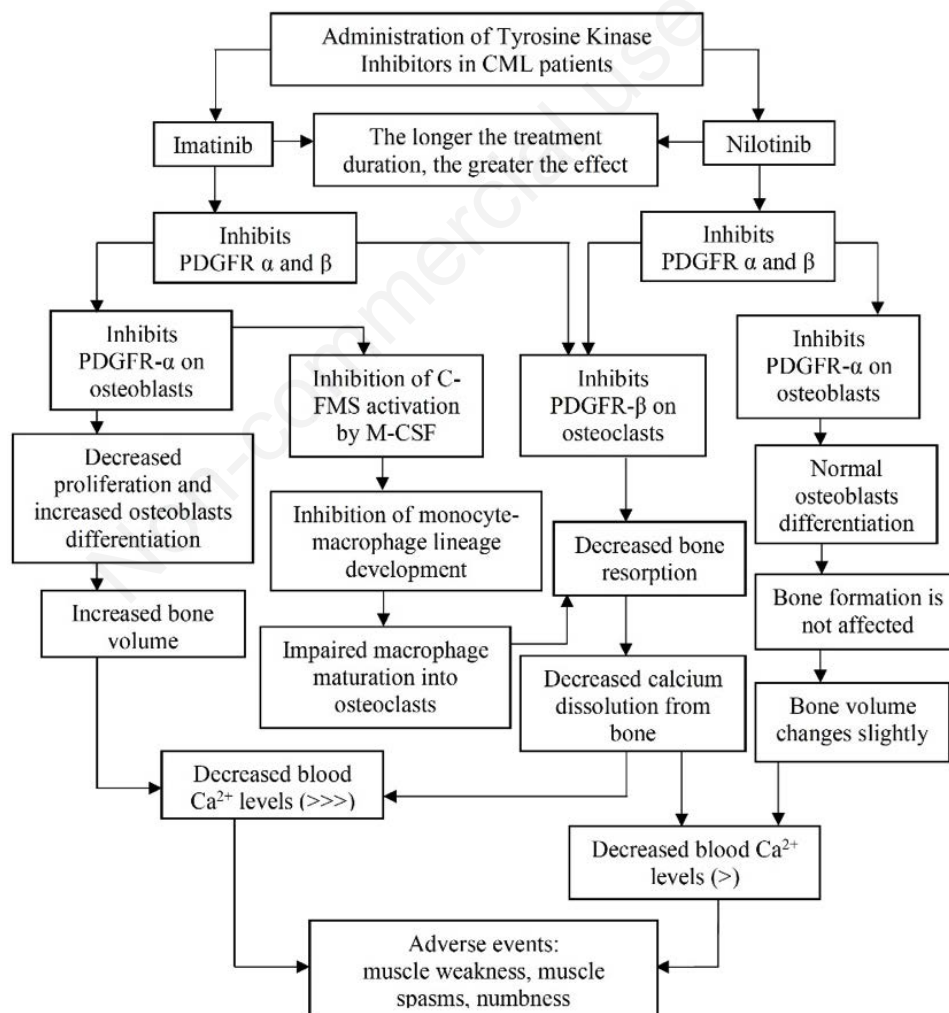 Administration of Tyrosine Kinase
Inhibitors in CML patients
Imatinib
The longer the treatment
duration, the greater the effect
Nilotinib
Inhibits
PDGFR α and β
Inhibits
PDGFR α and β
Inhibits
PDGFR-α on
osteoblasts
Inhibition of C-
FMS activation
by M-CSF
Inhibits
PDGFR-β on
osteoclasts
Inhibits
PDGFR-α on
osteoblasts
Decreased
proliferation and
increased osteoblasts
differentiation
Inhibition of monocyte-
macrophage lineage
development
Decreased bone
resorption
Normal
osteoblasts
differentiation
Increased bone
volume
Impaired macrophage
maturation into
osteoclasts
Decreased calcium
dissolution from
bone
Bone formation is
not affected
Bone volume
changes slightly
Decreased blood
Ca²⁺ levels (>>>)
Decreased blood Ca²⁺
levels (>)
Adverse events:
muscle weakness, muscle
spasms, numbness
Non-commercial use